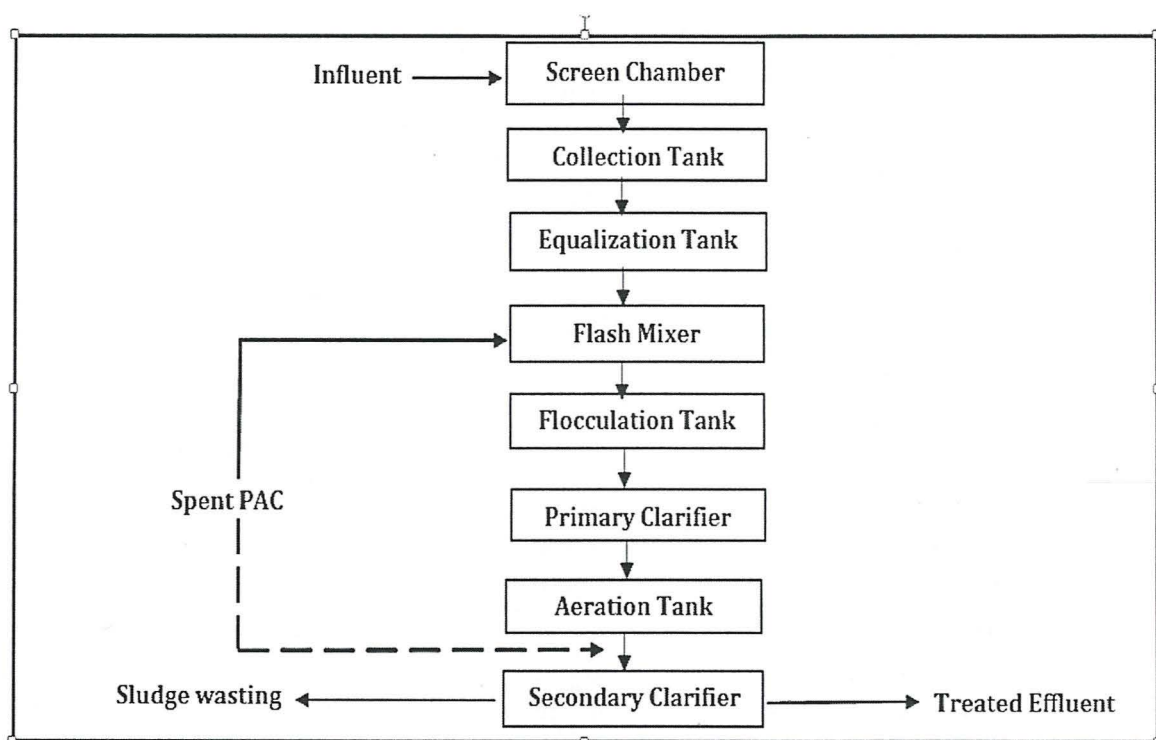 Influent
Screen Chamber
Collection Tank
Equalization Tank
Flash Mixer
Flocculation Tank
Spent PAC
Primary Clarifier
Aeration Tank
Sludge wasting
Secondary Clarifier
Treated Effluent